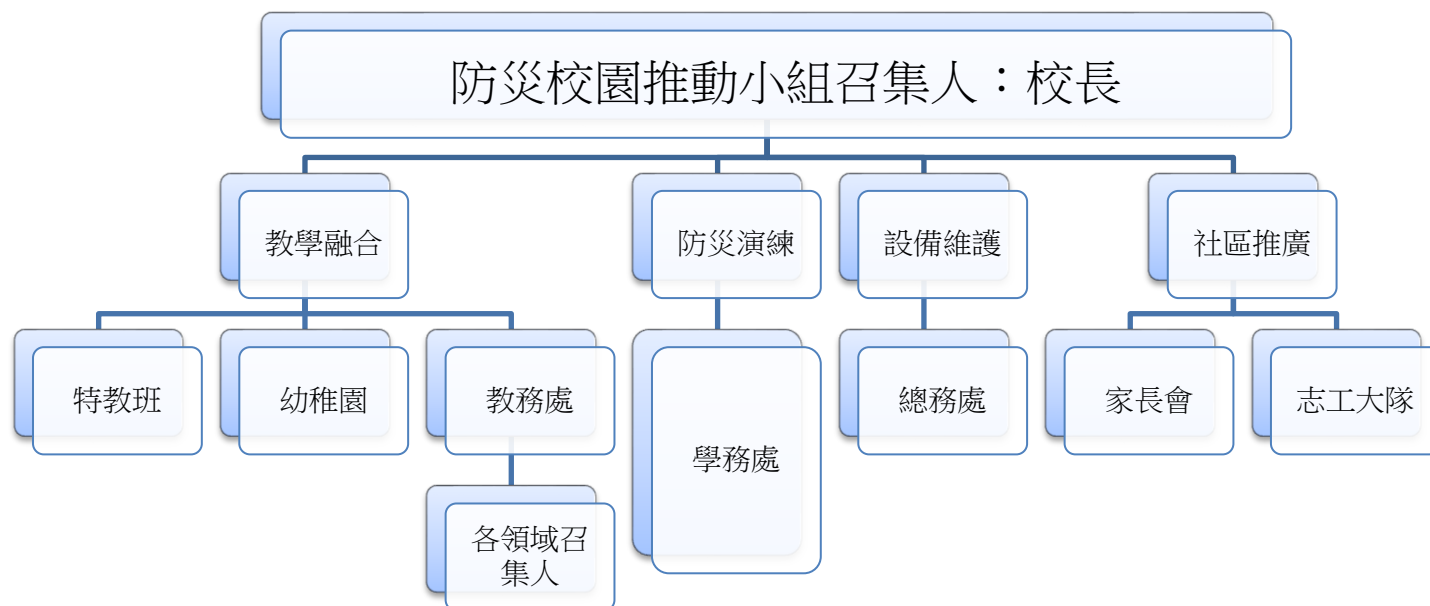 防災校園推動小組召集人：校長
教學融合
防災演練
設備維護
社區推廣
特教班
幼稚園
教務處
學務處
總務處
家長會
志工大隊
各領域召
集人